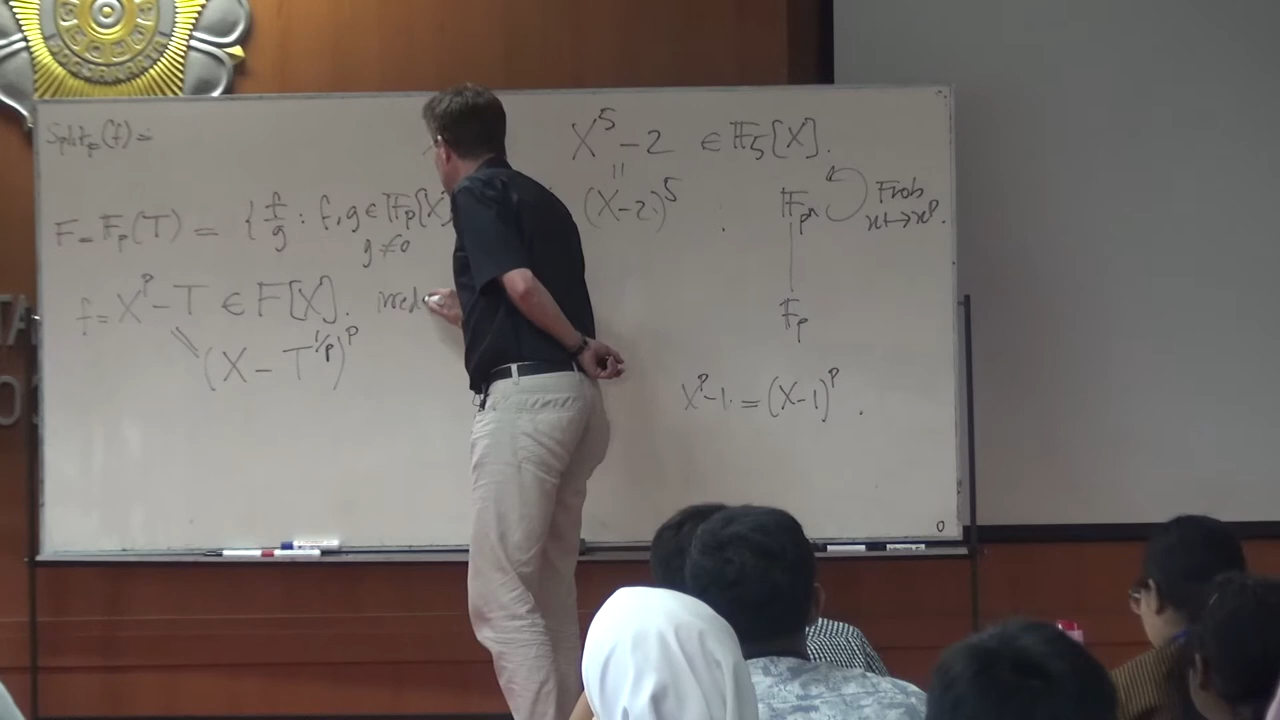 Split_p(f) =
F = 𝔽_p(T) = { f/g : f, g ∈ 𝔽_p[X]
g ≠ 0
f = X^p − T ∈ F[X]. irred
(X − T^{1/p})^p
X^5 − 2 ∈ 𝔽_5[X].
=
(X−2)^5
𝔽_{p^n}
Frob
x ↦ x^p.
𝔽_p
X^p − 1 = (X−1)^p.